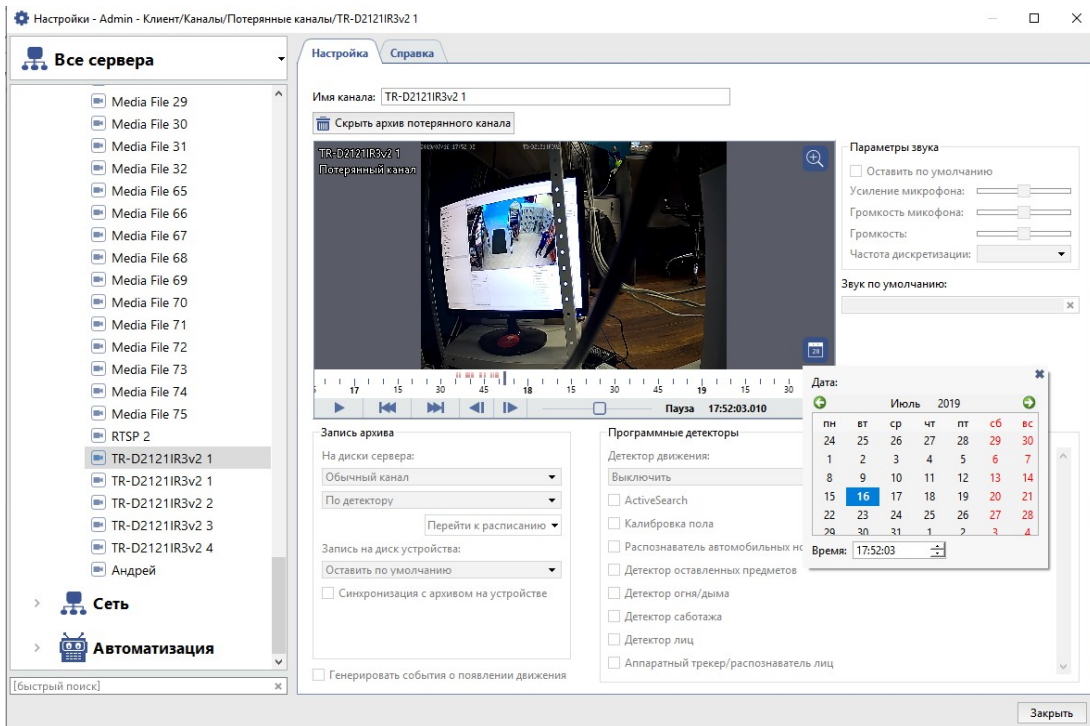 Настройки - Admin - Клиент/Каналы/Потерянные каналы/TR-D2121IR3v2 1
Все сервера
Media File 29
Media File 30
Media File 31
Media File 32
Media File 65
Media File 66
Media File 67
Media File 68
Media File 69
Media File 70
Media File 71
Media File 72
Media File 73
Media File 74
Media File 75
RTSP 2
TR-D2121IR3v2 1
TR-D2121IR3v2 1
TR-D2121IR3v2 2
TR-D2121IR3v2 3
TR-D2121IR3v2 4
Андрей
Сеть
Автоматизация
[быстрый поиск]
Настройка Справка
Имя канала: TR-D2121IR3v2 1
Скрыть архив потерянного канала
TR-D2121IR3v2 1
Потерянный канал
28
17 15 30 45 18 15 30 45 19 15 30
Пауза 17:52:03.010
Параметры звука
Оставить по умолчанию
Усиление микрофона:
Громкость микофона:
Громкость:
Частота дискретизации:
Звук по умолчанию:
Запись архива
На диски сервера:
Обычный канал
По детектору
Перейти к расписанию
Запись на диск устройства:
Оставить по умолчанию
Синхронизация с архивом на устройстве
Генерировать события о появлении движения
Программные детекторы
Детектор движения:
Выключить
ActiveSearch
Калибровка пола
Распознаватель автомобильных но
Детектор оставленных предметов
Детектор огня/дыма
Детектор саботажа
Детектор лиц
Аппаратный трекер/распознаватель лиц
Дата:
Июль 2019
пн вт ср чт пт сб вс
24 25 26 27 28 29 30
1 2 3 4 5 6 7
8 9 10 11 12 13 14
15 16 17 18 19 20 21
22 23 24 25 26 27 28
29 30 31 1 2 3 4
Время: 17:52:03
Закрыть